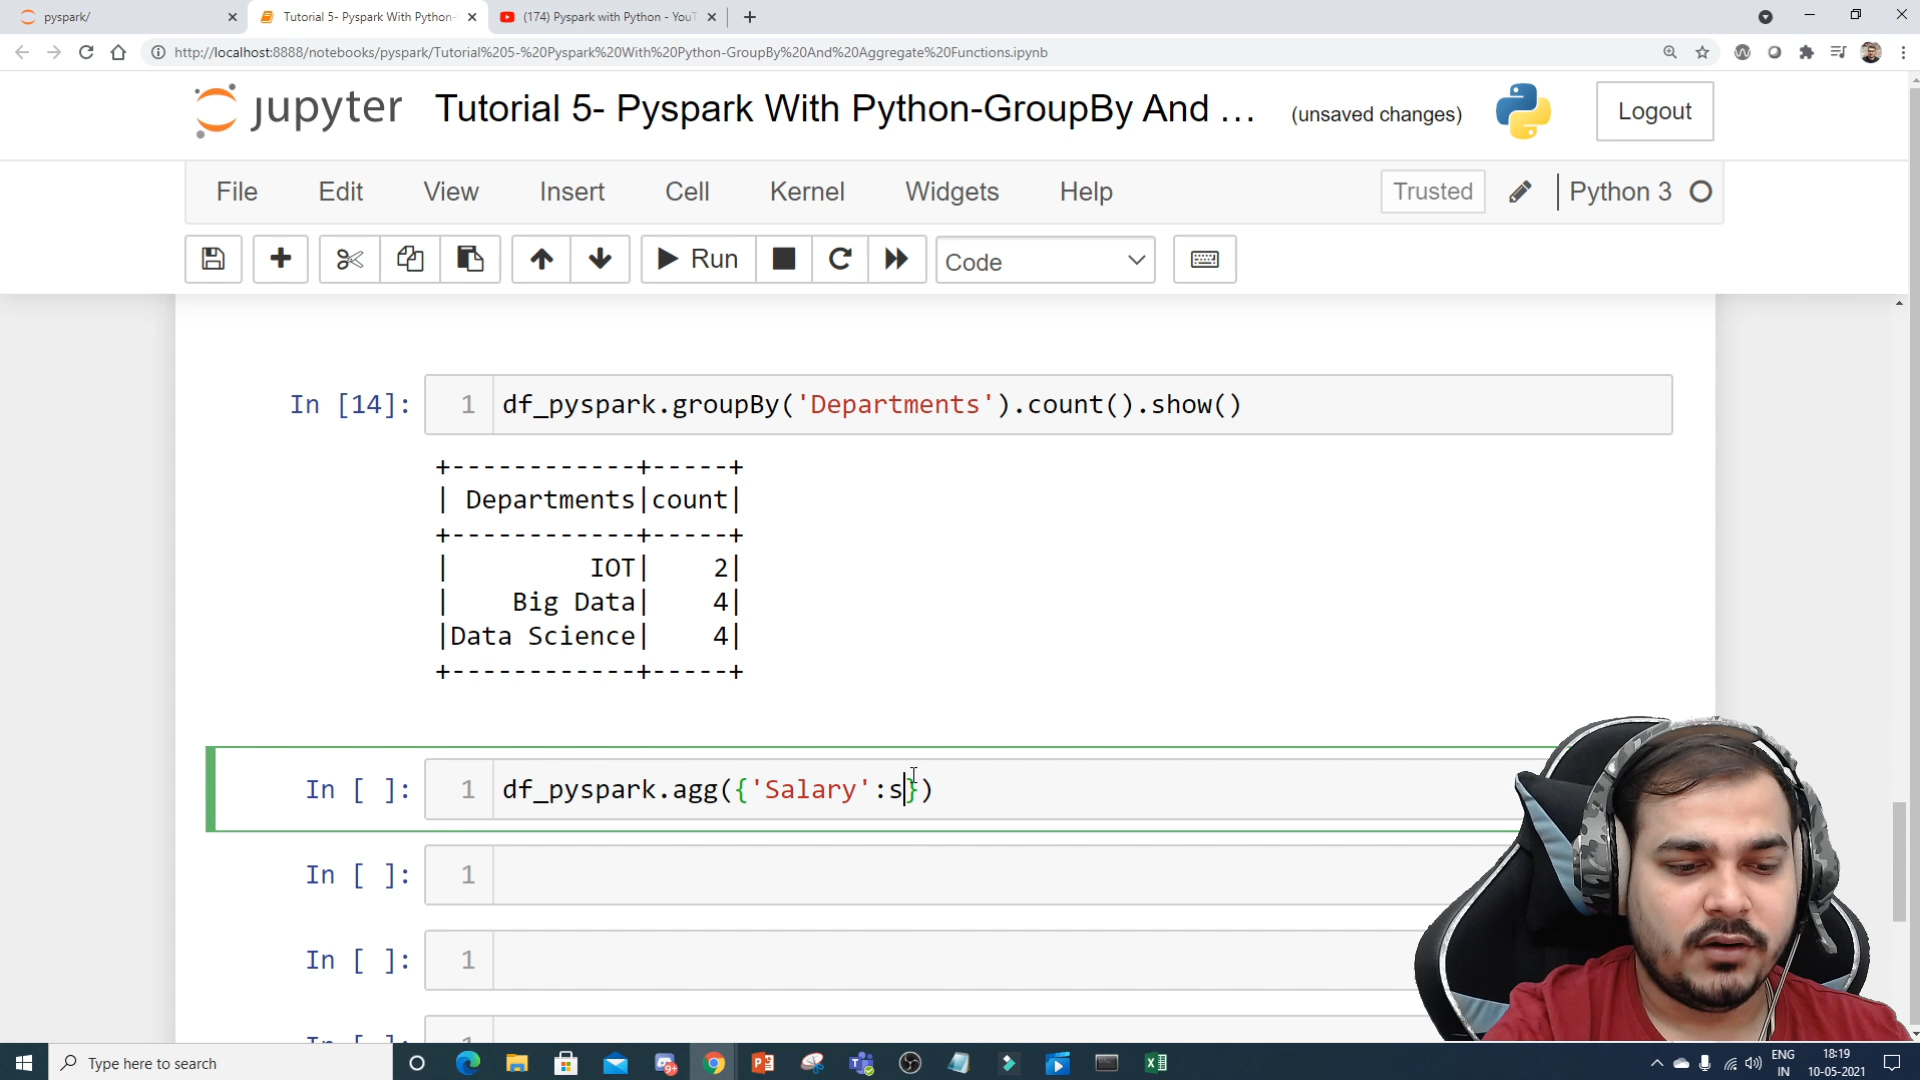 pyspark/
Tutorial 5- Pyspark With Python-
(174) Pyspark with Python - YouT
http://localhost:8888/notebooks/pyspark/Tutorial%205-%20Pyspark%20With%20Python-GroupBy%20And%20Aggregate%20Functions.ipynb
jupyter Tutorial 5- Pyspark With Python-GroupBy And ... (unsaved changes) Logout
File Edit View Insert Cell Kernel Widgets Help Trusted Python 3
Run Code
In [14]: 1 df_pyspark.groupBy('Departments').count().show()
+------------+-----+
| Departments|count|
+------------+-----+
|         IOT|    2|
|    Big Data|    4|
|Data Science|    4|
+------------+-----+
In [ ]: 1 df_pyspark.agg({'Salary':s})
In [ ]: 1
In [ ]: 1
Type here to search
ENG 18:19
IN 10-05-2021